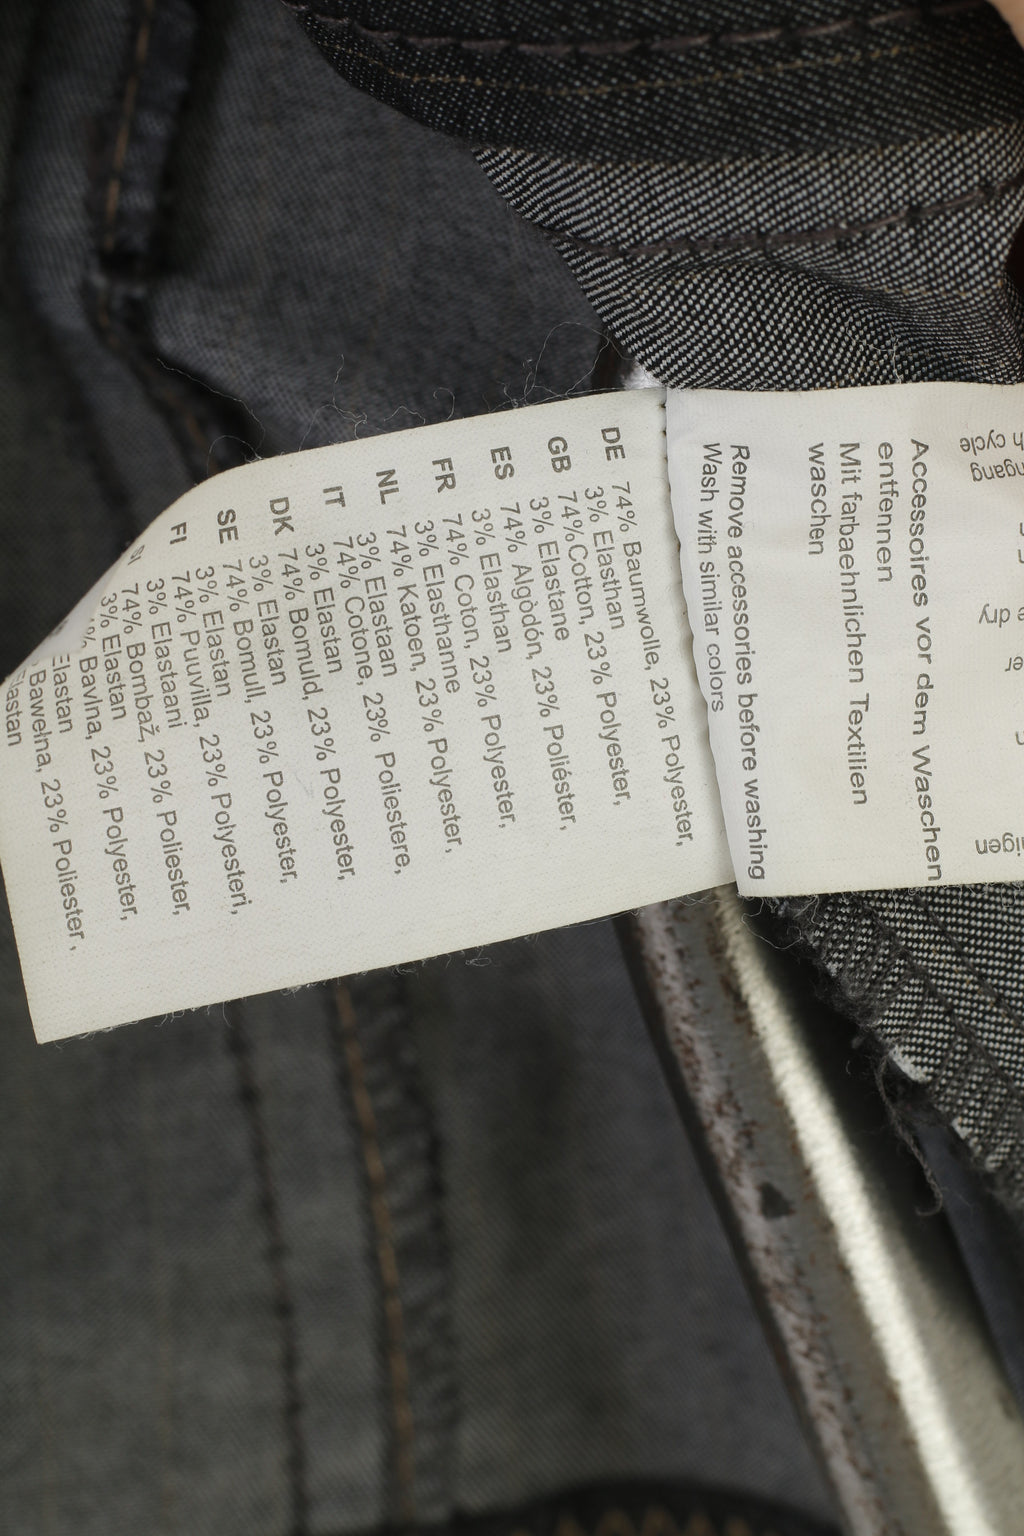 DE 74% Baumwolle, 23% Polyester,
3% Elasthan
GB 74%Cotton, 23% Polyester,
3% Elastane
ES 74% Algòdón, 23% Poliéster,
3% Elasthan
FR 74% Coton, 23% Polyester,
3% Elasthanne
NL 74% Katoen, 23% Polyester,
3% Elastaan
IT 74% Cotone, 23% Poliestere,
3% Elastan
DK 74% Bomuld, 23% Polyester,
3% Elastan
SE 74% Bomull, 23% Polyester,
3% Elastan
FI 74% Puuvilla, 23% Polyesteri,
3% Elastaani
SI 74% Bombaž, 23% Poliester,
3% Elastan
% Bavlna, 23% Polyester,
Elastan
Bawełna, 23% Poliester,
Elastan
Accessoires vor dem Waschen
entfennen
Mit farbaehnlichen Textilien
waschen
Remove accessories before washing
Wash with similar colors
cycle
dry